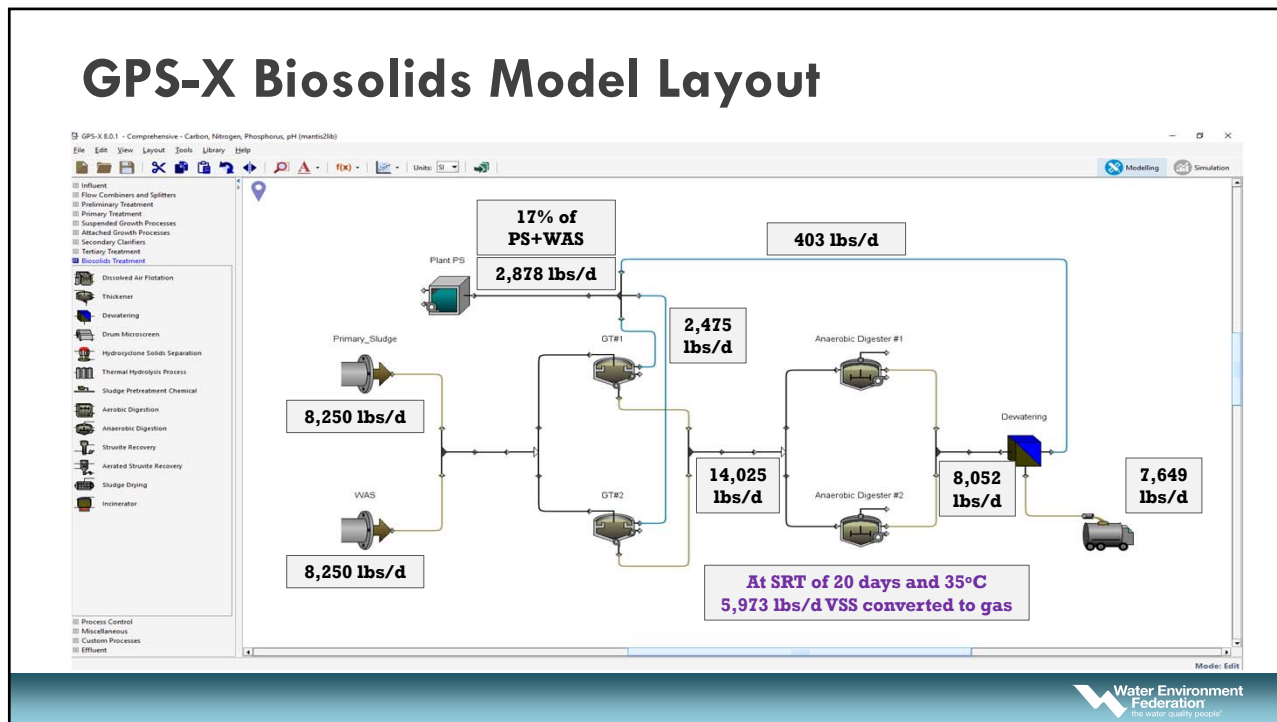 GPS-X Biosolids Model Layout
GPS-X 8.0.1 - Comprehensive - Carbon, Nitrogen, Phosphorus, pH (mantis2lib)
File Edit View Layout Tools Library Help
f(x)
Units: SI
Modelling
Simulation
Influent
Flow Combiners and Splitters
Preliminary Treatment
Primary Treatment
Suspended Growth Processes
Attached Growth Processes
Secondary Clarifiers
Tertiary Treatment
Biosolids Treatment
Dissolved Air Flotation
Thickener
Dewatering
Drum Microscreen
Hydrocyclone Solids Separation
Thermal Hydrolysis Process
Sludge Pretreatment Chemical
Aerobic Digestion
Anaerobic Digestion
Struvite Recovery
Aerated Struvite Recovery
Sludge Drying
Incinerator
Process Control
Miscellaneous
Custom Processes
Effluent
17% of
PS+WAS
403 lbs/d
Plant PS
2,878 lbs/d
2,475
lbs/d
Primary_Sludge
GT#1
Anaerobic Digester #1
8,250 lbs/d
Dewatering
14,025
lbs/d
8,052
lbs/d
7,649
lbs/d
WAS
GT#2
Anaerobic Digester #2
8,250 lbs/d
At SRT of 20 days and 35°C
5,973 lbs/d VSS converted to gas
Mode: Edit
Water Environment
Federation
the water quality people®